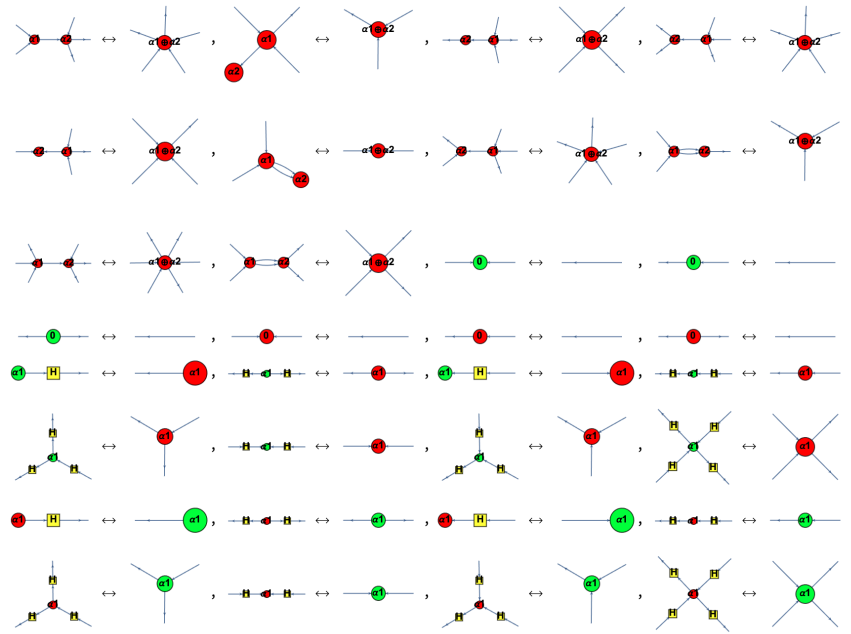 α1 α2 ↔ α1⊕α2 , α1 α2 ↔ α1⊕α2 , α2 α1 ↔ α1⊕α2 , α2 α1 ↔ α1⊕α2
α2 α1 ↔ α1⊕α2 , α1 α2 ↔ α1⊕α2 , α2 α1 ↔ α1⊕α2 , α1 α2 ↔ α1⊕α2
α1 α2 ↔ α1⊕α2 , α1 α2 ↔ α1⊕α2 , 0 ↔ , 0 ↔
0 ↔ , 0 ↔ , 0 ↔ , 0 ↔
α1 H ↔ α1 , H α1 H ↔ α1 , α1 H ↔ α1 , H α1 H ↔ α1
H α1 H H ↔ α1 , H α1 H ↔ α1 , H α1 H H ↔ α1 , H H α1 H H ↔ α1
α1 H ↔ α1 , H α1 H ↔ α1 , α1 H ↔ α1 , H α1 H ↔ α1
H α1 H H ↔ α1 , H α1 H ↔ α1 , H α1 H H ↔ α1 , H H α1 H H ↔ α1